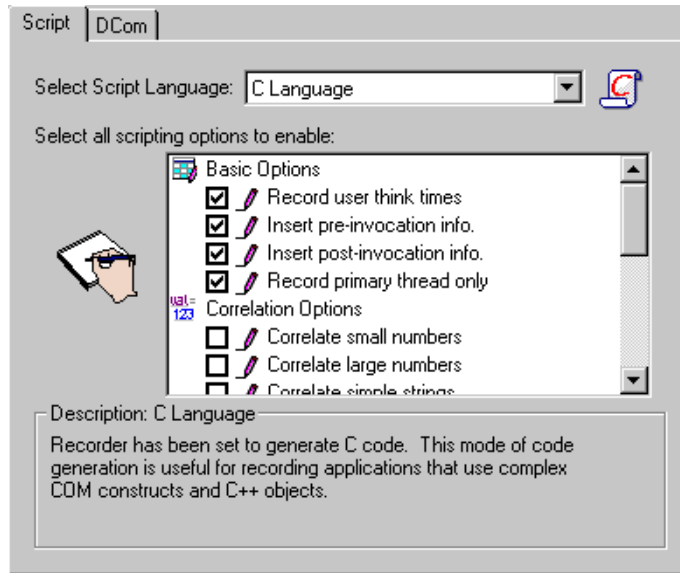 Script DCom
Select Script Language: C Language
Select all scripting options to enable:
Basic Options
Record user think times
Insert pre-invocation info.
Insert post-invocation info.
Record primary thread only
val=
123
Correlation Options
Correlate small numbers
Correlate large numbers
Correlate simple strings
Description: C Language
Recorder has been set to generate C code. This mode of code
generation is useful for recording applications that use complex
COM constructs and C++ objects.